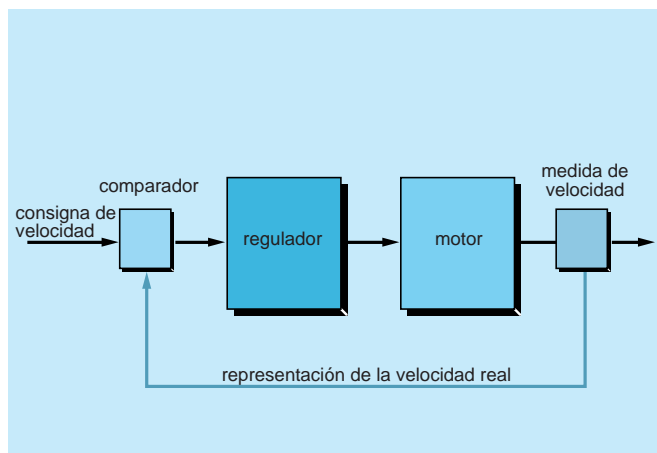 comparador
medida de
velocidad
consigna de
velocidad
regulador
motor
representación de la velocidad real